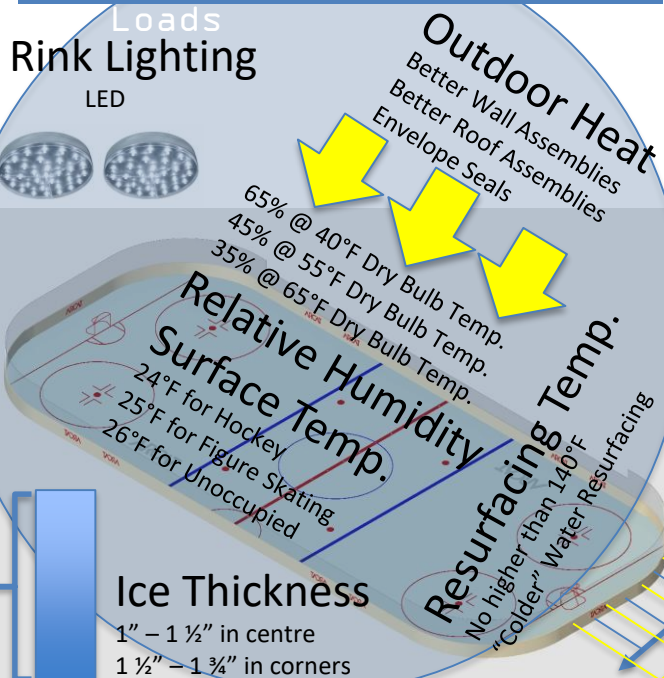 Loads
Rink Lighting
LED
Outdoor Heat
Better Wall Assemblies
Better Roof Assemblies
Envelope Seals
65% @ 40°F Dry Bulb Temp.
45% @ 55°F Dry Bulb Temp.
35% @ 65°F Dry Bulb Temp.
Relative Humidity
Surface Temp.
24°F for Hockey
25°F for Figure Skating
26°F for Unoccupied
Resurfacing Temp.
No higher than 140°F
“Colder” Water Resurfacing
Ice Thickness
1” – 1 ½” in centre
1 ½” – 1 ¾” in corners